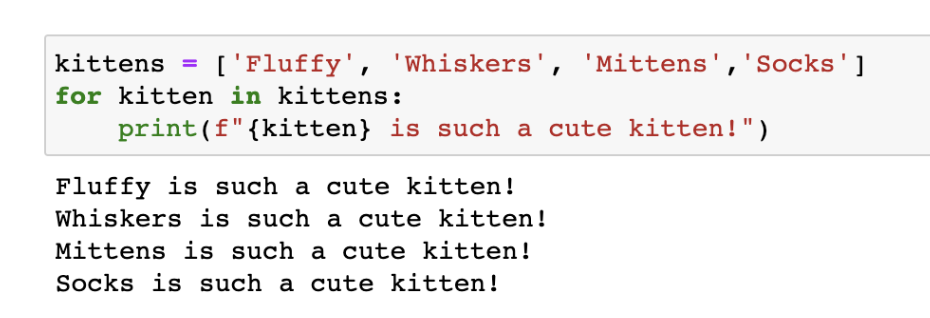 kittens = ['Fluffy', 'Whiskers', 'Mittens','Socks']
for kitten in kittens:
    print(f"{kitten} is such a cute kitten!")
Fluffy is such a cute kitten!
Whiskers is such a cute kitten!
Mittens is such a cute kitten!
Socks is such a cute kitten!